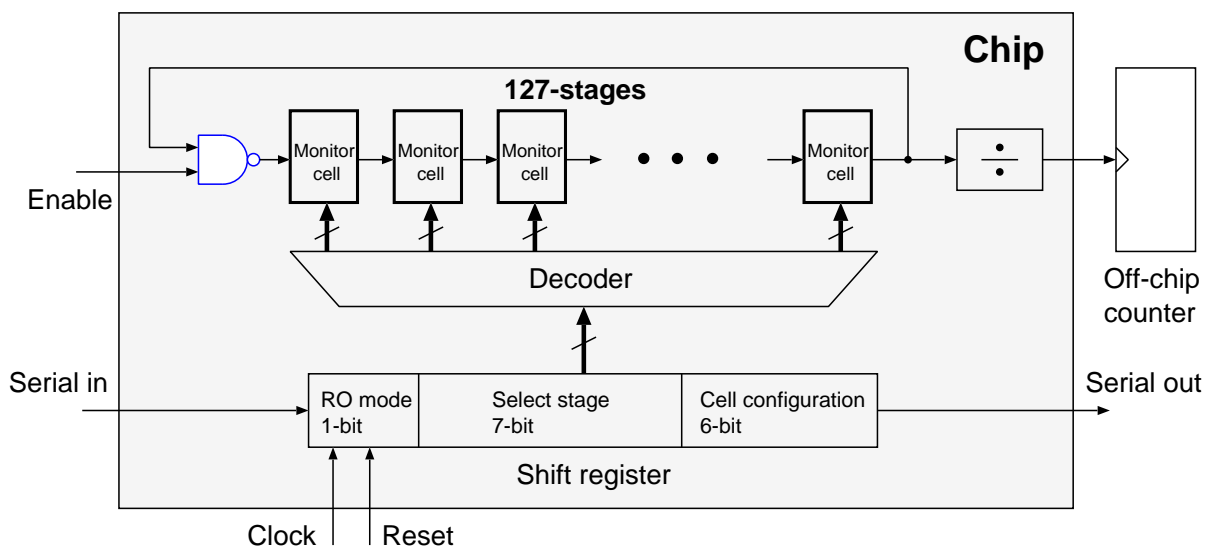 Chip
127-stages
Monitor
cell
Monitor
cell
Monitor
cell
Monitor
cell
Enable
Decoder
Off-chip
counter
Serial in
RO mode
1-bit
Select stage
7-bit
Cell configuration
6-bit
Serial out
Shift register
Clock
Reset